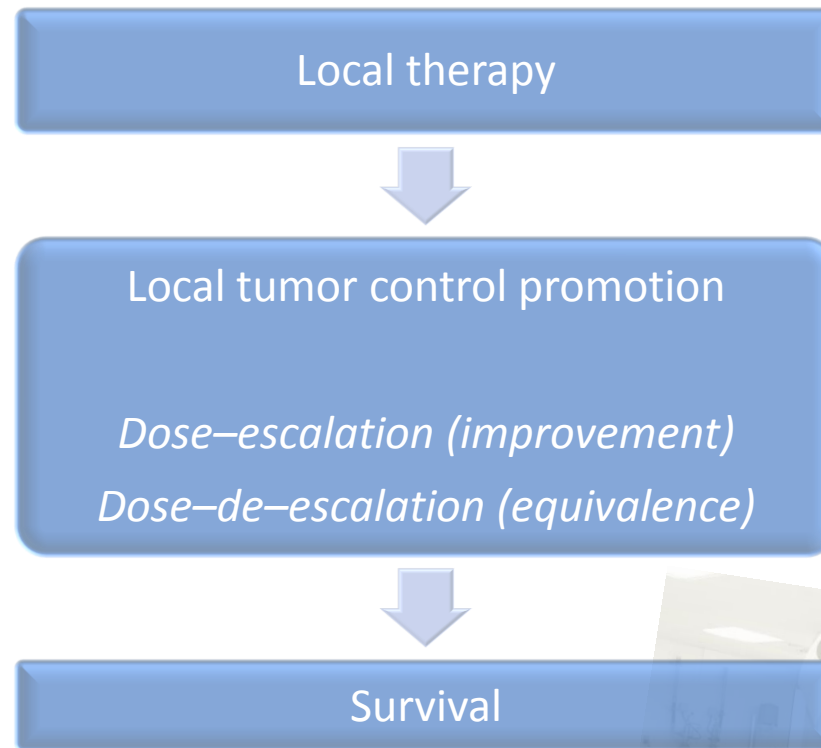 Local therapy
Local tumor control promotion
Dose–escalation (improvement)
Dose–de–escalation (equivalence)
Survival